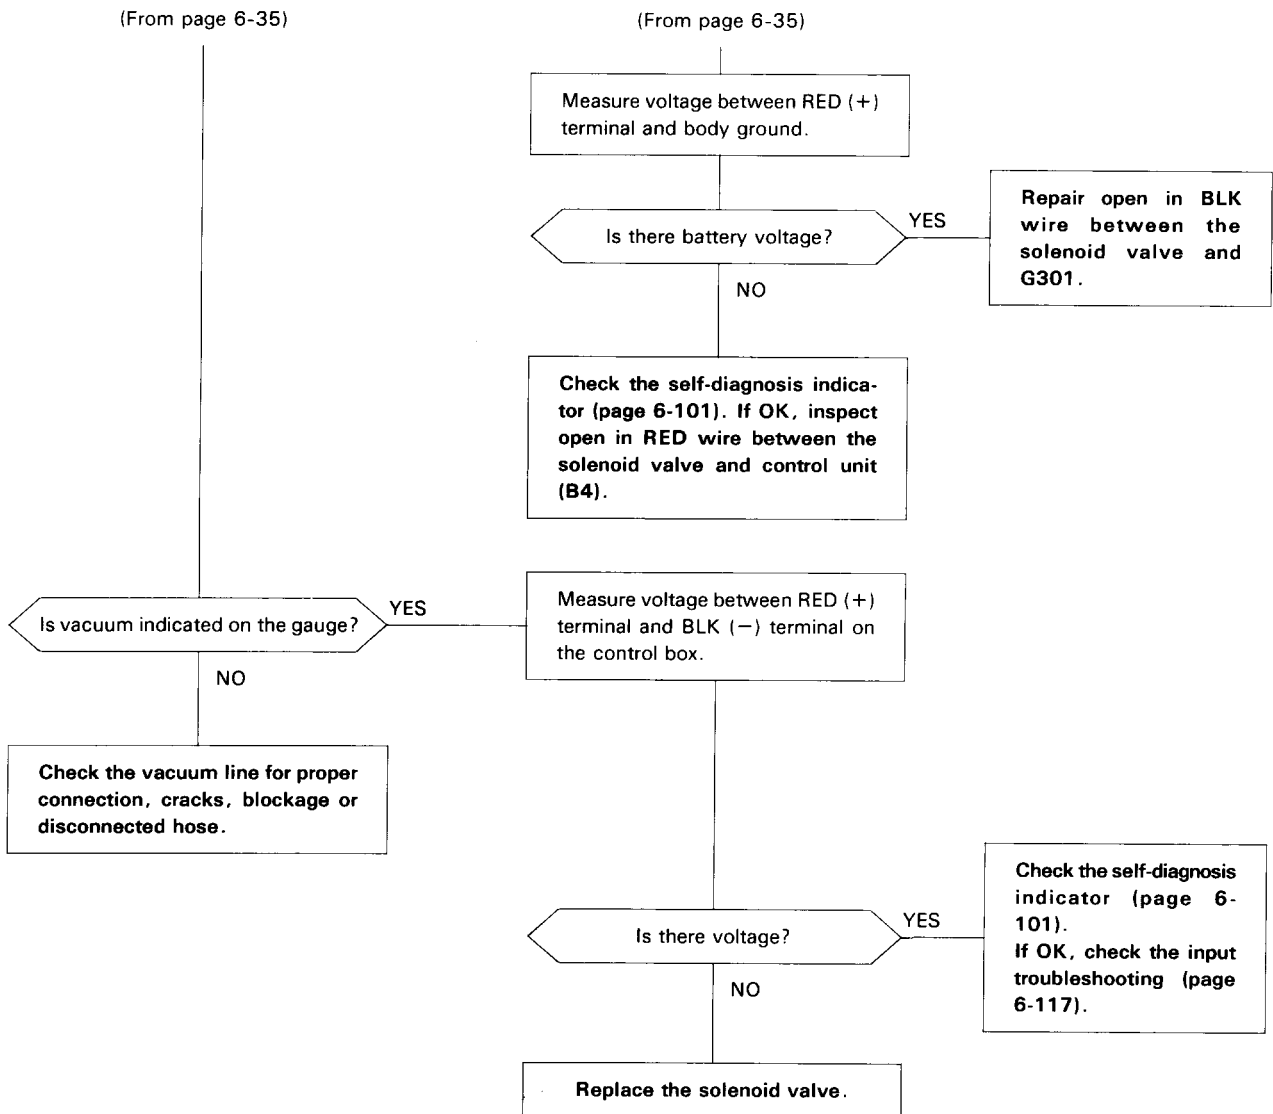 (From page 6-35)
(From page 6-35)
Measure voltage between RED (+)
terminal and body ground.
Is there battery voltage?
YES
Repair open in BLK
wire between the
solenoid valve and
G301.
NO
Check the self-diagnosis indica-
tor (page 6-101). If OK, inspect
open in RED wire between the
solenoid valve and control unit
(B4).
Is vacuum indicated on the gauge?
YES
Measure voltage between RED (+)
terminal and BLK (−) terminal on
the control box.
NO
Check the vacuum line for proper
connection, cracks, blockage or
disconnected hose.
Is there voltage?
YES
Check the self-diagnosis
indicator (page 6-
101).
If OK, check the input
troubleshooting (page
6-117).
NO
Replace the solenoid valve.